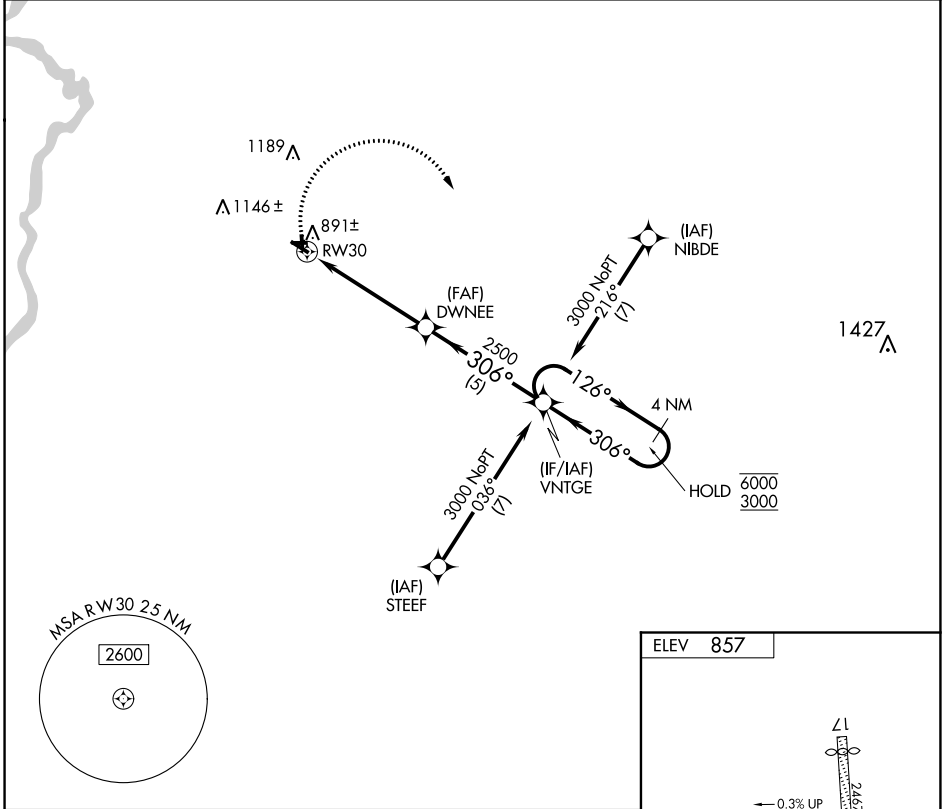 1189
1146 ±
891±
RW30
(IAF)
NIBDE
3000 NoPT
216°
(7)
(FAF)
DWNEE
1427
2500
306°
(5)
126°
4 NM
306°
(IF/IAF)
VNTGE
HOLD
6000
3000
3000 NoPT
036°
(7)
(IAF)
STEEF
MSA RW30 25 NM
2600
ELEV 857
17
0.3% UP